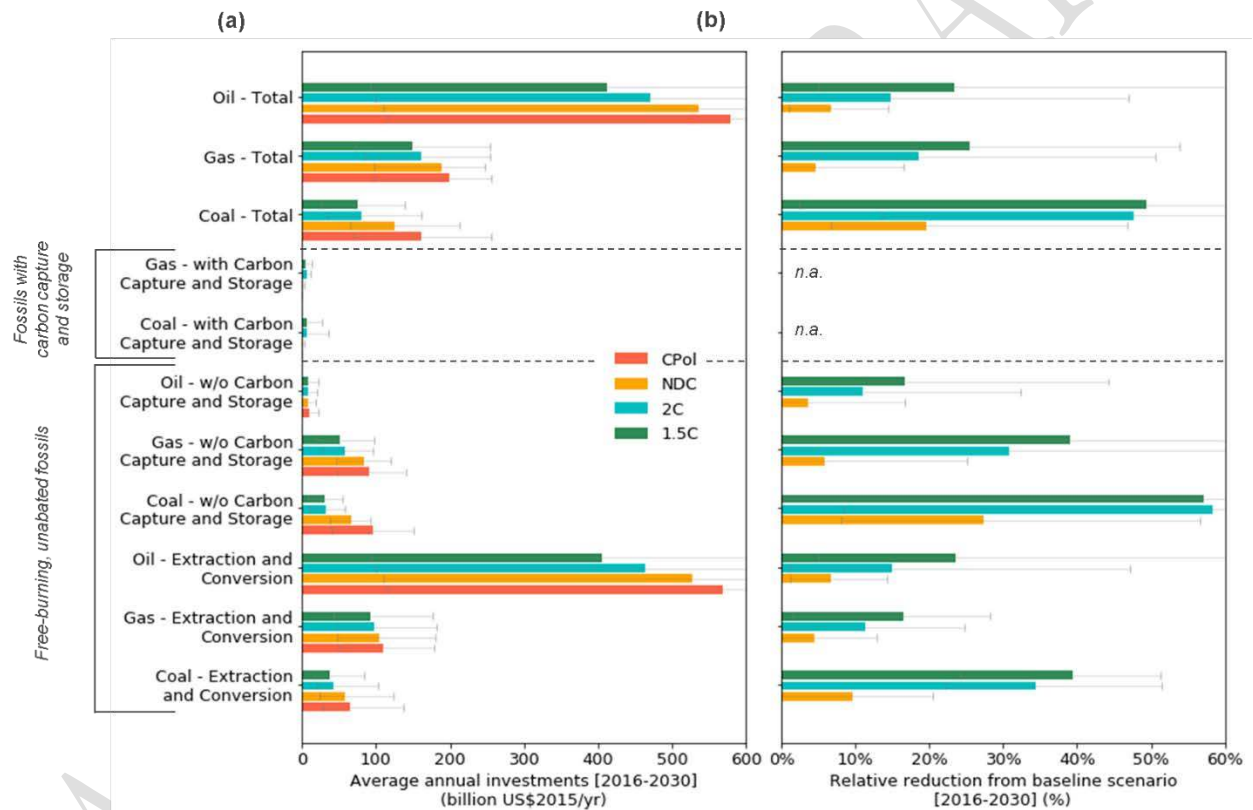 (a)
(b)
Oil - Total
Gas - Total
Coal - Total
Gas - with Carbon
Capture and Storage
Coal - with Carbon
Capture and Storage
Oil - w/o Carbon
Capture and Storage
Gas - w/o Carbon
Capture and Storage
Coal - w/o Carbon
Capture and Storage
Oil - Extraction and
Conversion
Gas - Extraction and
Conversion
Coal - Extraction
and Conversion
Fossils with
carbon capture
and storage
Free-burning, unabated fossils
CPol
NDC
2C
1.5C
0
100
200
300
400
500
600
Average annual investments [2016-2030]
(billion US$2015/yr)
n.a.
n.a.
0%
10%
20%
30%
40%
50%
60%
Relative reduction from baseline scenario
[2016-2030] (%)